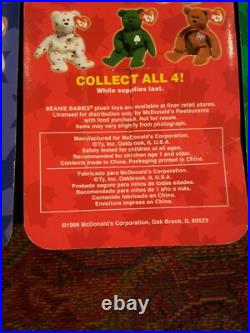 ty
ty
ty
COLLECT ALL 4!
While supplies last.
BEANIE BABIES® plush toys are available at finer retail stores.
Licensed for distribution only by McDonald's Restaurants
with food purchase. Not for resale.
Items may vary slightly from photograph.
Manufactured for McDonald's Corporation.
©Ty, Inc. Oakbrook, IL U.S.A.
Safety tested for children of all ages.
Recommended for children age 1 and older.
Contents made in China. Packaging printed in China.
Fabricado para McDonald's Corporation.
©Ty, Inc. Oakbrook, IL U.S.A.
Probado seguro para niños de todas edades.
Recomendado para niños de 1 año y mayores.
Contenido fabricado en China.
Envoltura impresa en China.
©1999 McDonald's Corporation, Oak Brook, IL 60523